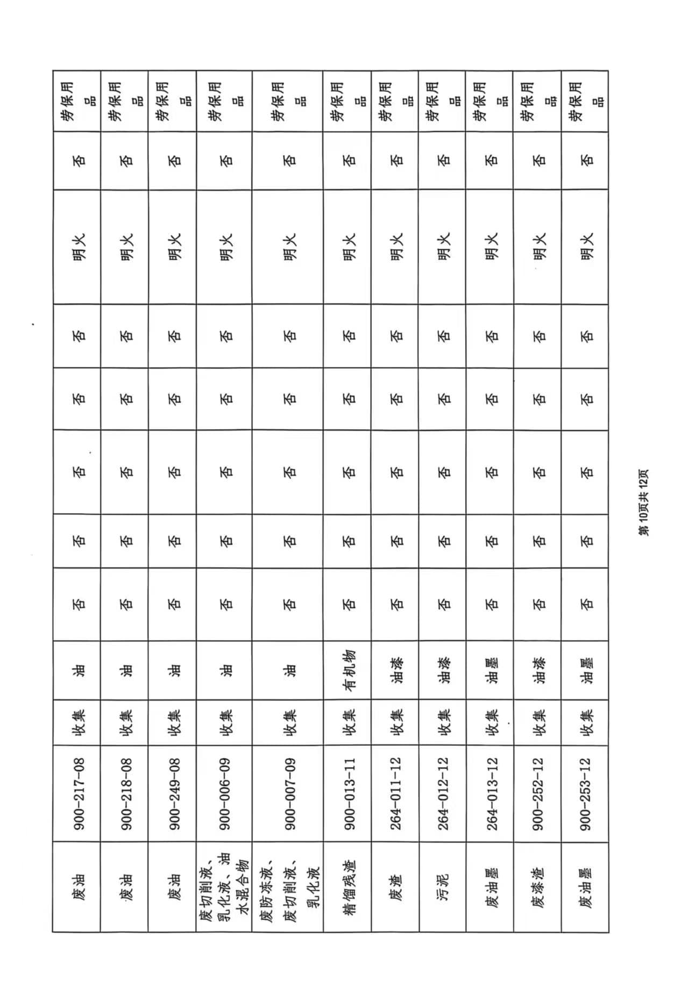 废油 900-217-08 收集 油 否 否 否 否 否 明火 否 劳保用
品
废油 900-218-08 收集 油 否 否 否 否 否 明火 否 劳保用
品
废油 900-249-08 收集 油 否 否 否 否 否 明火 否 劳保用
品
废切削液、
乳化液、油
水混合物 900-006-09 收集 油 否 否 否 否 否 明火 否 劳保用
品
废防冻液、
废切削液、
乳化液 900-007-09 收集 油 否 否 否 否 否 明火 否 劳保用
品
精馏残渣 900-013-11 收集 有机物 否 否 否 否 否 明火 否 劳保用
品
废渣 264-011-12 收集 油漆 否 否 否 否 否 明火 否 劳保用
品
污泥 264-012-12 收集 油漆 否 否 否 否 否 明火 否 劳保用
品
废油墨 264-013-12 收集 油墨 否 否 否 否 否 明火 否 劳保用
品
废漆渣 900-252-12 收集 油漆 否 否 否 否 否 明火 否 劳保用
品
废油墨 900-253-12 收集 油墨 否 否 否 否 否 明火 否 劳保用
品
第 10页共 12页